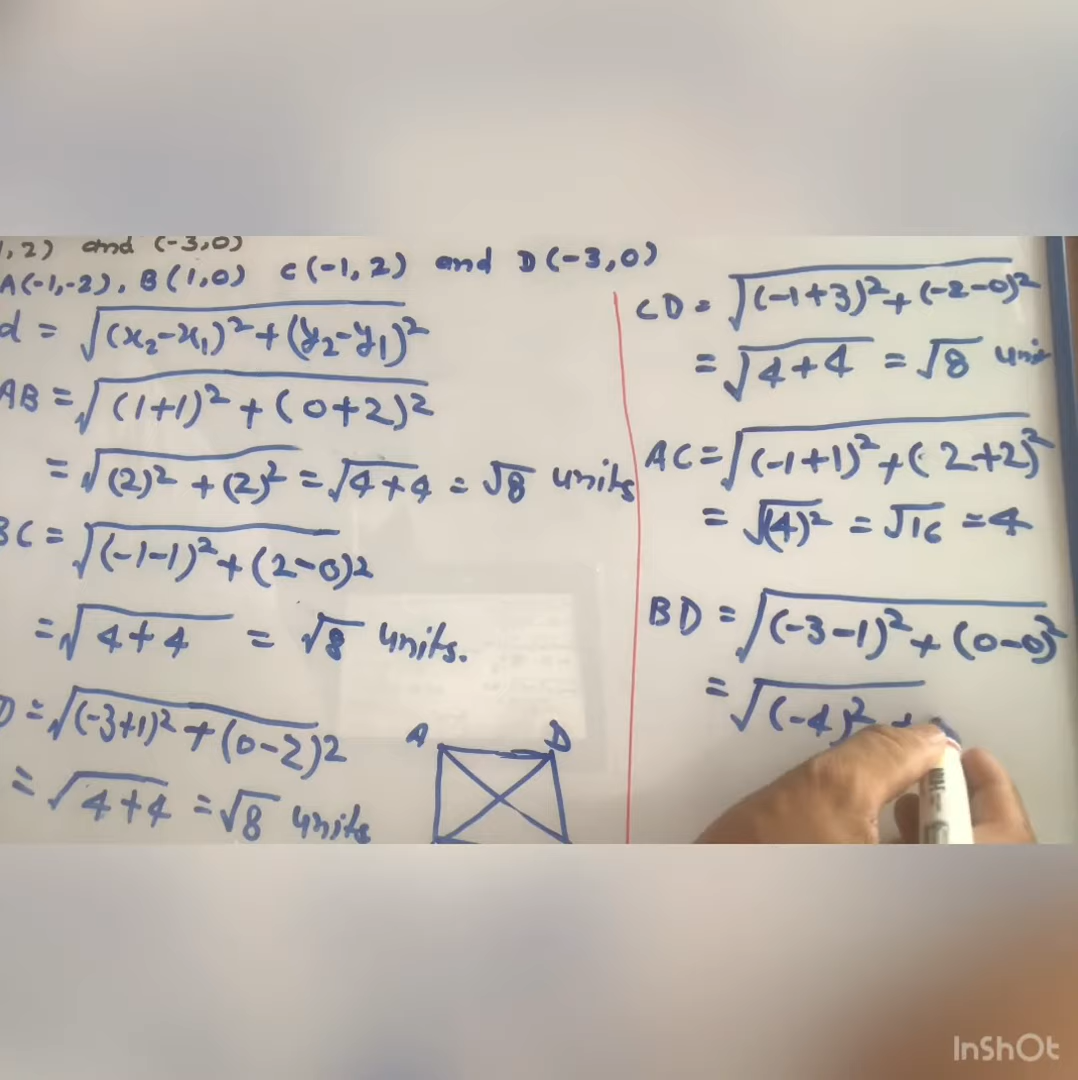 1,2) and (-3,0)
A(-1,-2), B(1,0) C(-1,2) and D(-3,0)
d = √(x₂-x₁)²+(y₂-y₁)²
AB = √(1+1)²+(0+2)²
= √(2)²+(2)² = √4+4 = √8 units
BC = √(-1-1)²+(2-0)2
= √4+4 = √8 units.
D = √(-3+1)²+(0-2)2
= √4+4 = √8 units
A D
CD = √(-1+3)²+(-2-0)²
= √4+4 = √8 unit
AC = √(-1+1)²+(2+2)²
= √(4)² = √16 = 4
BD = √(-3-1)²+(0-0)²
= √(-4)² +
InShOt